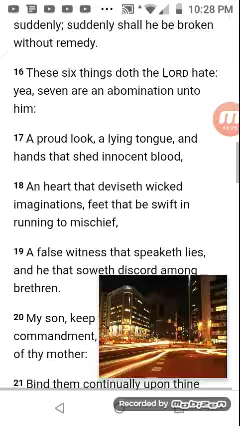 10:28 PM
suddenly; suddenly shall he be broken
without remedy.
16 These six things doth the LORD hate:
yea, seven are an abomination unto
him:
17 A proud look, a lying tongue, and
hands that shed innocent blood,
18 An heart that deviseth wicked
imaginations, feet that be swift in
running to mischief,
19 A false witness that speaketh lies,
and he that soweth discord among
brethren.
20 My son, keep
commandment,
of thy mother:
21 Bind them continually upon thine
Recorded by mobizen